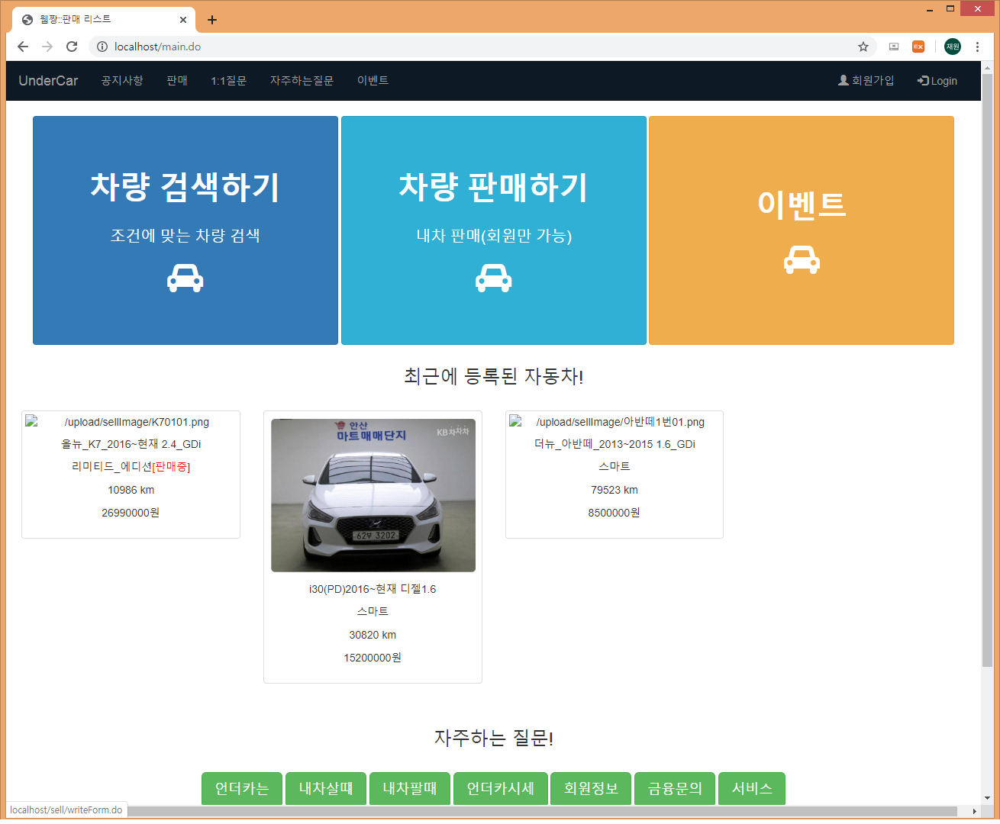 웹짱::판매 리스트
localhost/main.do
Ex
재원
UnderCar 공지사항 판매 1:1질문 자주하는질문 이벤트 회원가입 Login
차량 검색하기
조건에 맞는 차량 검색
차량 판매하기
내차 판매(회원만 가능)
이벤트
최근에 등록된 자동차!
/upload/sellImage/K70101.png
올뉴_K7_2016~현재 2.4_GDi
리미티드_에디션[판매중]
10986 km
26990000원
안산
마트매매단지
KB차차차
62부 3202
i30(PD)2016~현재 디젤1.6
스마트
30820 km
15200000원
/upload/sellImage/아반떼1번01.png
더뉴_아반떼_2013~2015 1.6_GDi
스마트
79523 km
8500000원
자주하는 질문!
언더카는 내차살떄 내차팔때 언더카시세 회원정보 금융문의 서비스
localhost/sell/writeForm.do